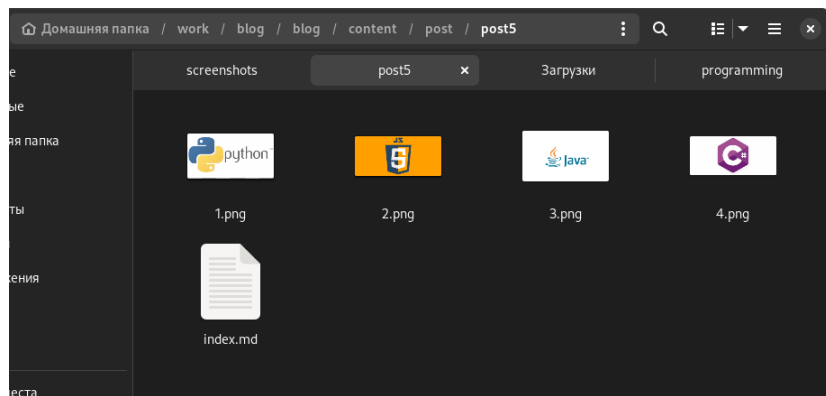 Домашняя папка / work / blog / blog / content / post / post5
screenshots post5 Загрузки programming
е
ые
яя папка
ты
жения
еста
python
JS
5
Java
C#
1.png 2.png 3.png 4.png
index.md